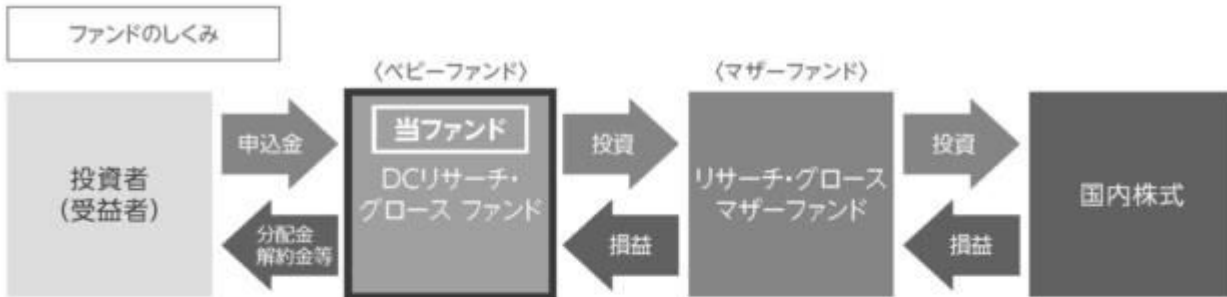 ファンドのしくみ
〈ベビーファンド〉
〈マザーファンド〉
投資者
(受益者)
申込金
分配金
解約金等
当ファンド
DCリサーチ・
グロース ファンド
投資
損益
リサーチ・グロース
マザーファンド
投資
損益
国内株式